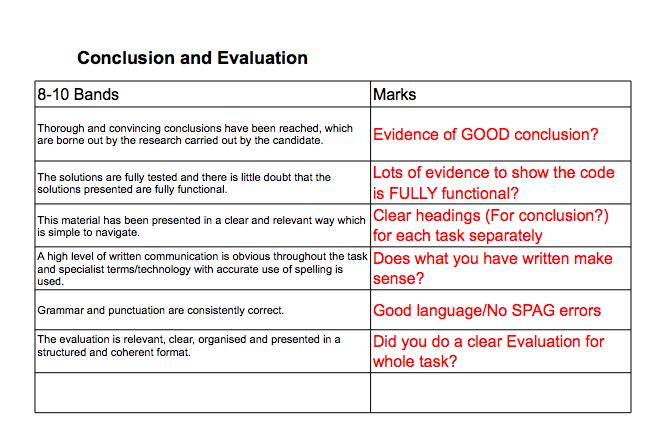 Conclusion and Evaluation
8-10 Bands
Marks
Thorough and convincing conclusions have been reached, which
are borne out by the research carried out by the candidate.
Evidence of GOOD conclusion?
The solutions are fully tested and there is little doubt that the
solutions presented are fully functional.
Lots of evidence to show the code
is FULLY functional?
This material has been presented in a clear and relevant way which
is simple to navigate.
Clear headings (For conclusion?)
for each task separately
A high level of written communication is obvious throughout the task
and specialist terms/technology with accurate use of spelling is
used.
Does what you have written make
sense?
Grammar and punctuation are consistently correct.
Good language/No SPAG errors
The evaluation is relevant, clear, organised and presented in a
structured and coherent format.
Did you do a clear Evaluation for
whole task?